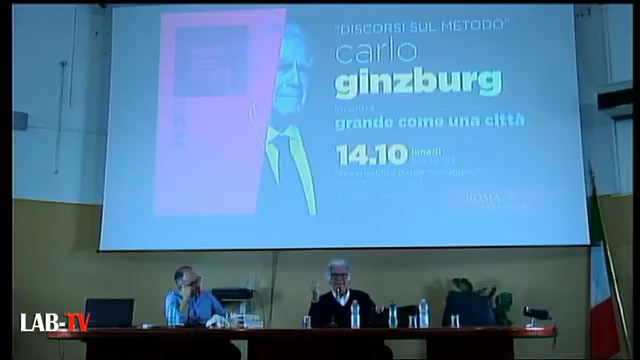 "DISCORSI SUL METODO"
carlo
ginzburg
incontra
grande come una città
14.10 lunedì
ROMA
LAB-TV